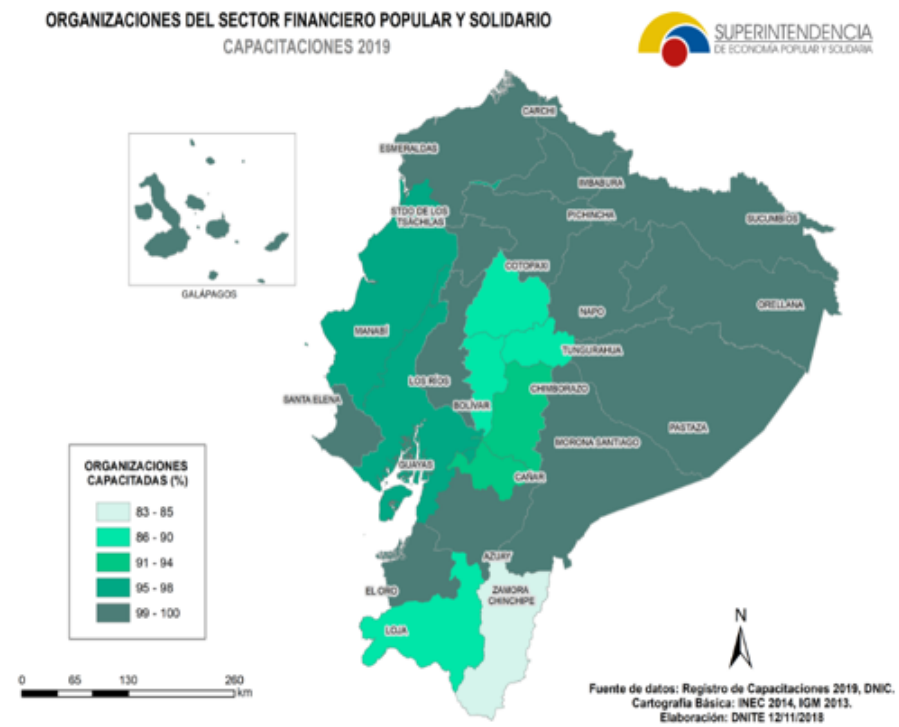 ORGANIZACIONES DEL SECTOR FINANCIERO POPULAR Y SOLIDARIO
CAPACITACIONES 2019
SUPERINTENDENCIA
DE ECONOMÍA POPULAR Y SOLIDARIA
CARCHI
ESMERALDAS
IMBABURA
STDO DE LOS
TSÁCHILAS
PICHINCHA
SUCUMBÍOS
COTOPAXI
GALÁPAGOS
NAPO
ORELLANA
MANABÍ
TUNGURAHUA
LOS RÍOS
CHIMBORAZO
SANTA ELENA
BOLÍVAR
PASTAZA
MORONA SANTIAGO
GUAYAS
CAÑAR
ORGANIZACIONES
CAPACITADAS (%)
83 - 85
86 - 90
91 - 94
95 - 98
99 - 100
AZUAY
EL ORO
ZAMORA
CHINCHIPE
LOJA
N
0 65 130 260
km
Fuente de datos: Registro de Capacitaciones 2019, DNIC.
Cartografía Básica: INEC 2014, IGM 2013.
Elaboración: DNITE 12/11/2018